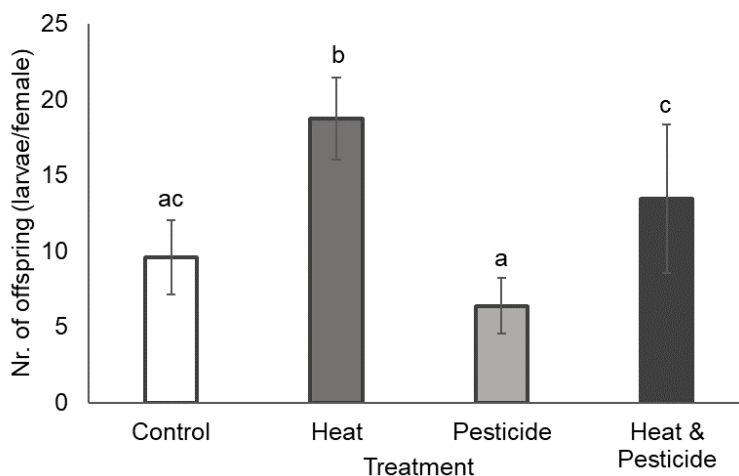 Nr. of offspring (larvae/female)
25
20
15
10
5
0
ac
b
a
c
Control
Heat
Pesticide
Heat &
Pesticide
Treatment